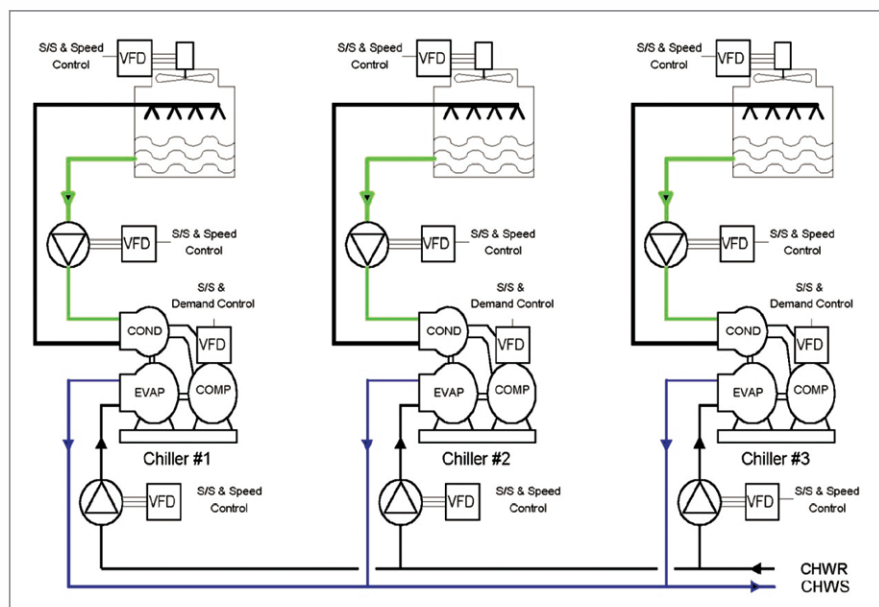 S/S & Speed
Control
VFD
S/S & Speed
Control
VFD
S/S & Speed
Control
VFD
VFD
S/S & Speed
Control
VFD
S/S & Speed
Control
VFD
S/S & Speed
Control
S/S &
Demand Control
S/S &
Demand Control
S/S &
Demand Control
COND
VFD
COND
VFD
COND
VFD
EVAP
COMP
EVAP
COMP
EVAP
COMP
Chiller #1
Chiller #2
Chiller #3
VFD
S/S & Speed
Control
VFD
S/S & Speed
Control
VFD
S/S & Speed
Control
CHWR
CHWS